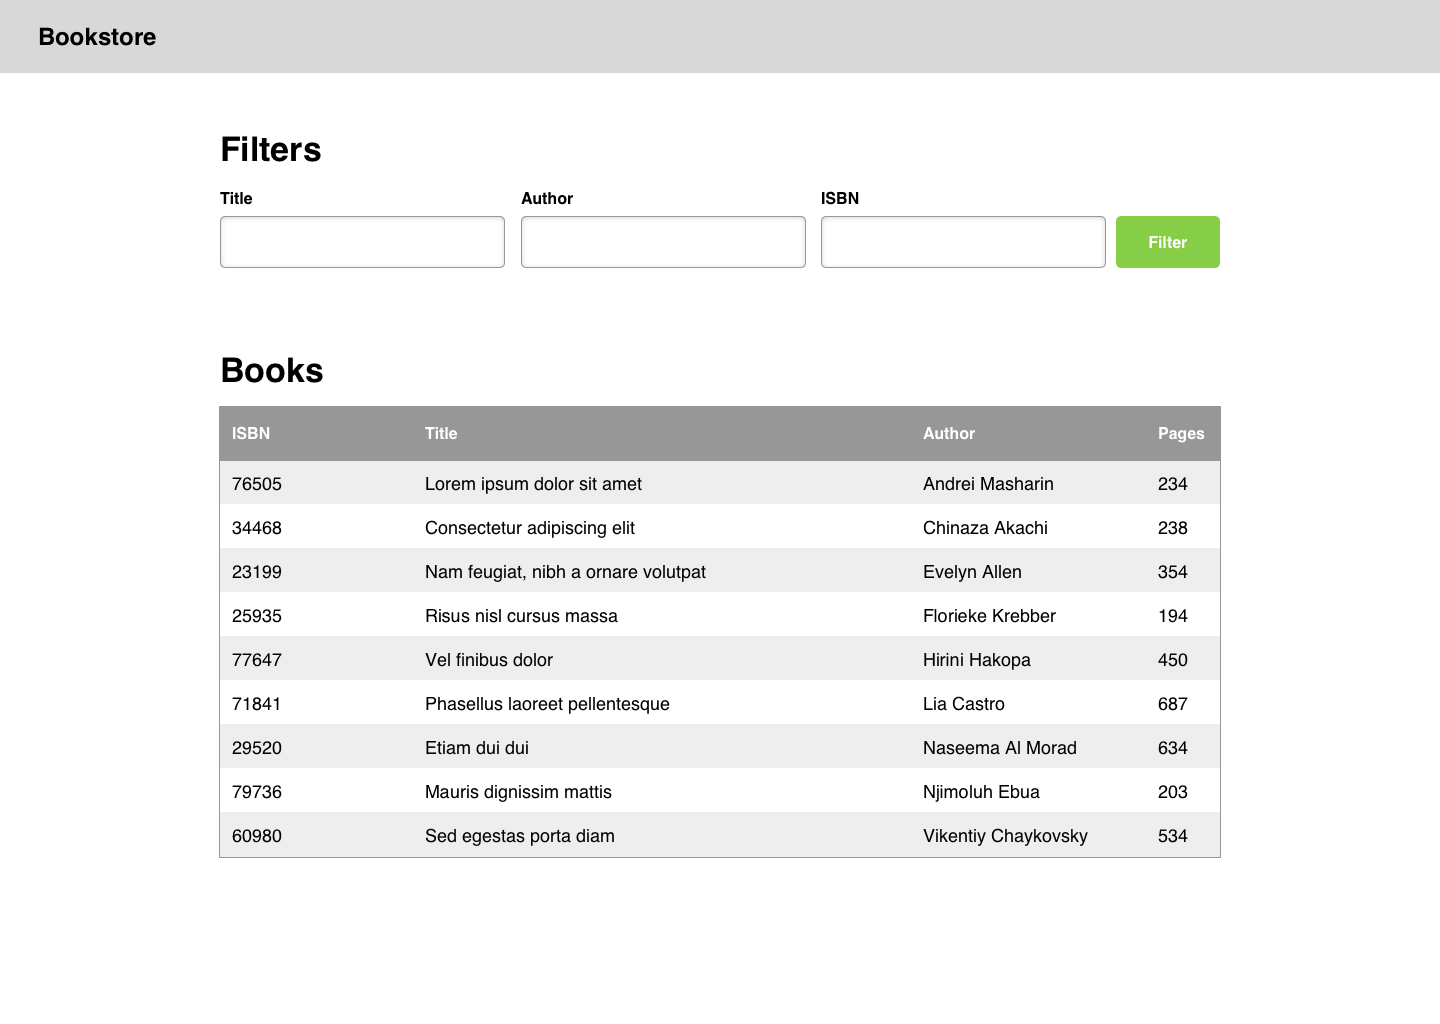 Bookstore
Filters
Title Author ISBN
Filter
Books
ISBN Title Author Pages
76505 Lorem ipsum dolor sit amet Andrei Masharin 234
34468 Consectetur adipiscing elit Chinaza Akachi 238
23199 Nam feugiat, nibh a ornare volutpat Evelyn Allen 354
25935 Risus nisl cursus massa Florieke Krebber 194
77647 Vel finibus dolor Hirini Hakopa 450
71841 Phasellus laoreet pellentesque Lia Castro 687
29520 Etiam dui dui Naseema Al Morad 634
79736 Mauris dignissim mattis Njimoluh Ebua 203
60980 Sed egestas porta diam Vikentiy Chaykovsky 534